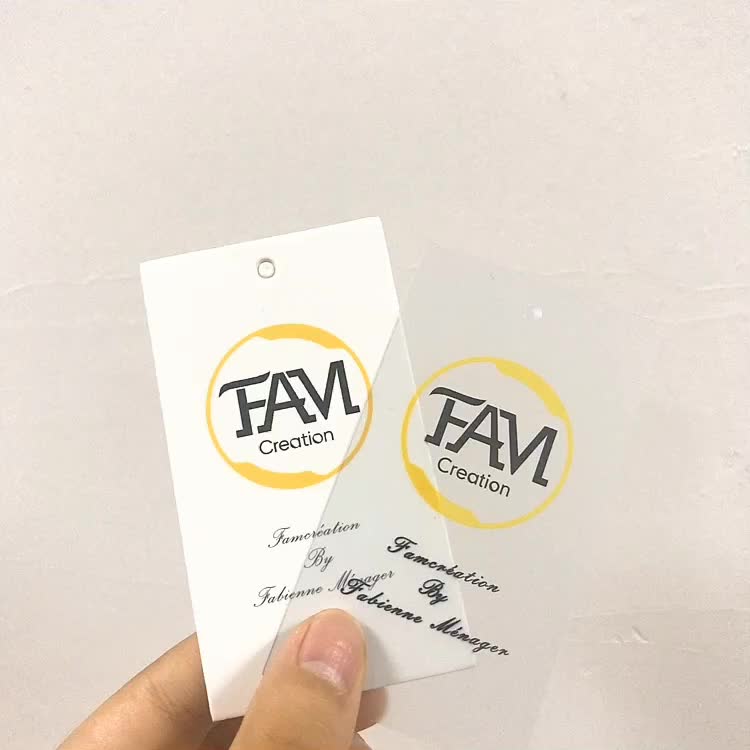 FAM
Creation
Famcréation
By
Fabienne Ménager
FAM
Creation
Famcréation
By
Fabienne Ménager